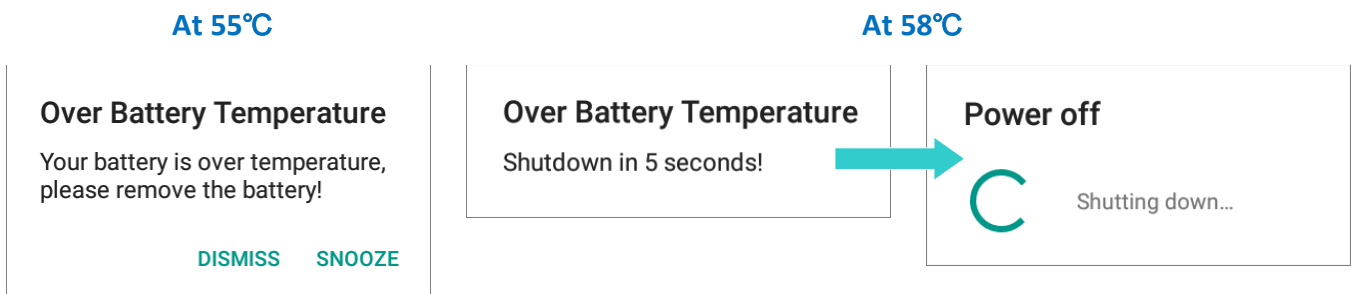 At 55℃
Over Battery Temperature
Your battery is over temperature,
please remove the battery!
DISMISS SNOOZE
At 58℃
Over Battery Temperature
Shutdown in 5 seconds!
Power off
Shutting down...